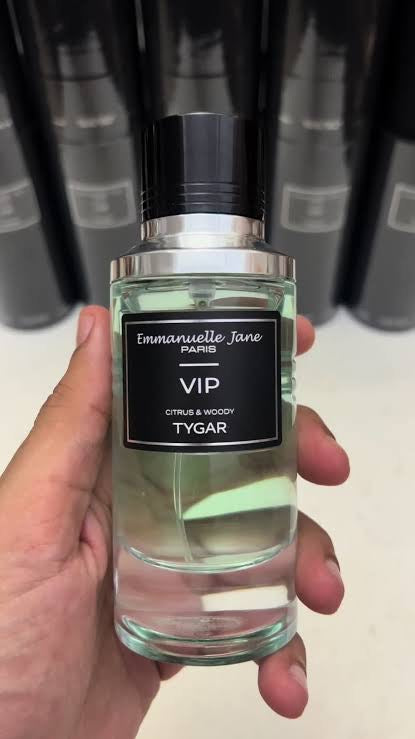 Emmanuelle Jane
PARIS
VIP
CITRUS & WOODY
TYGAR